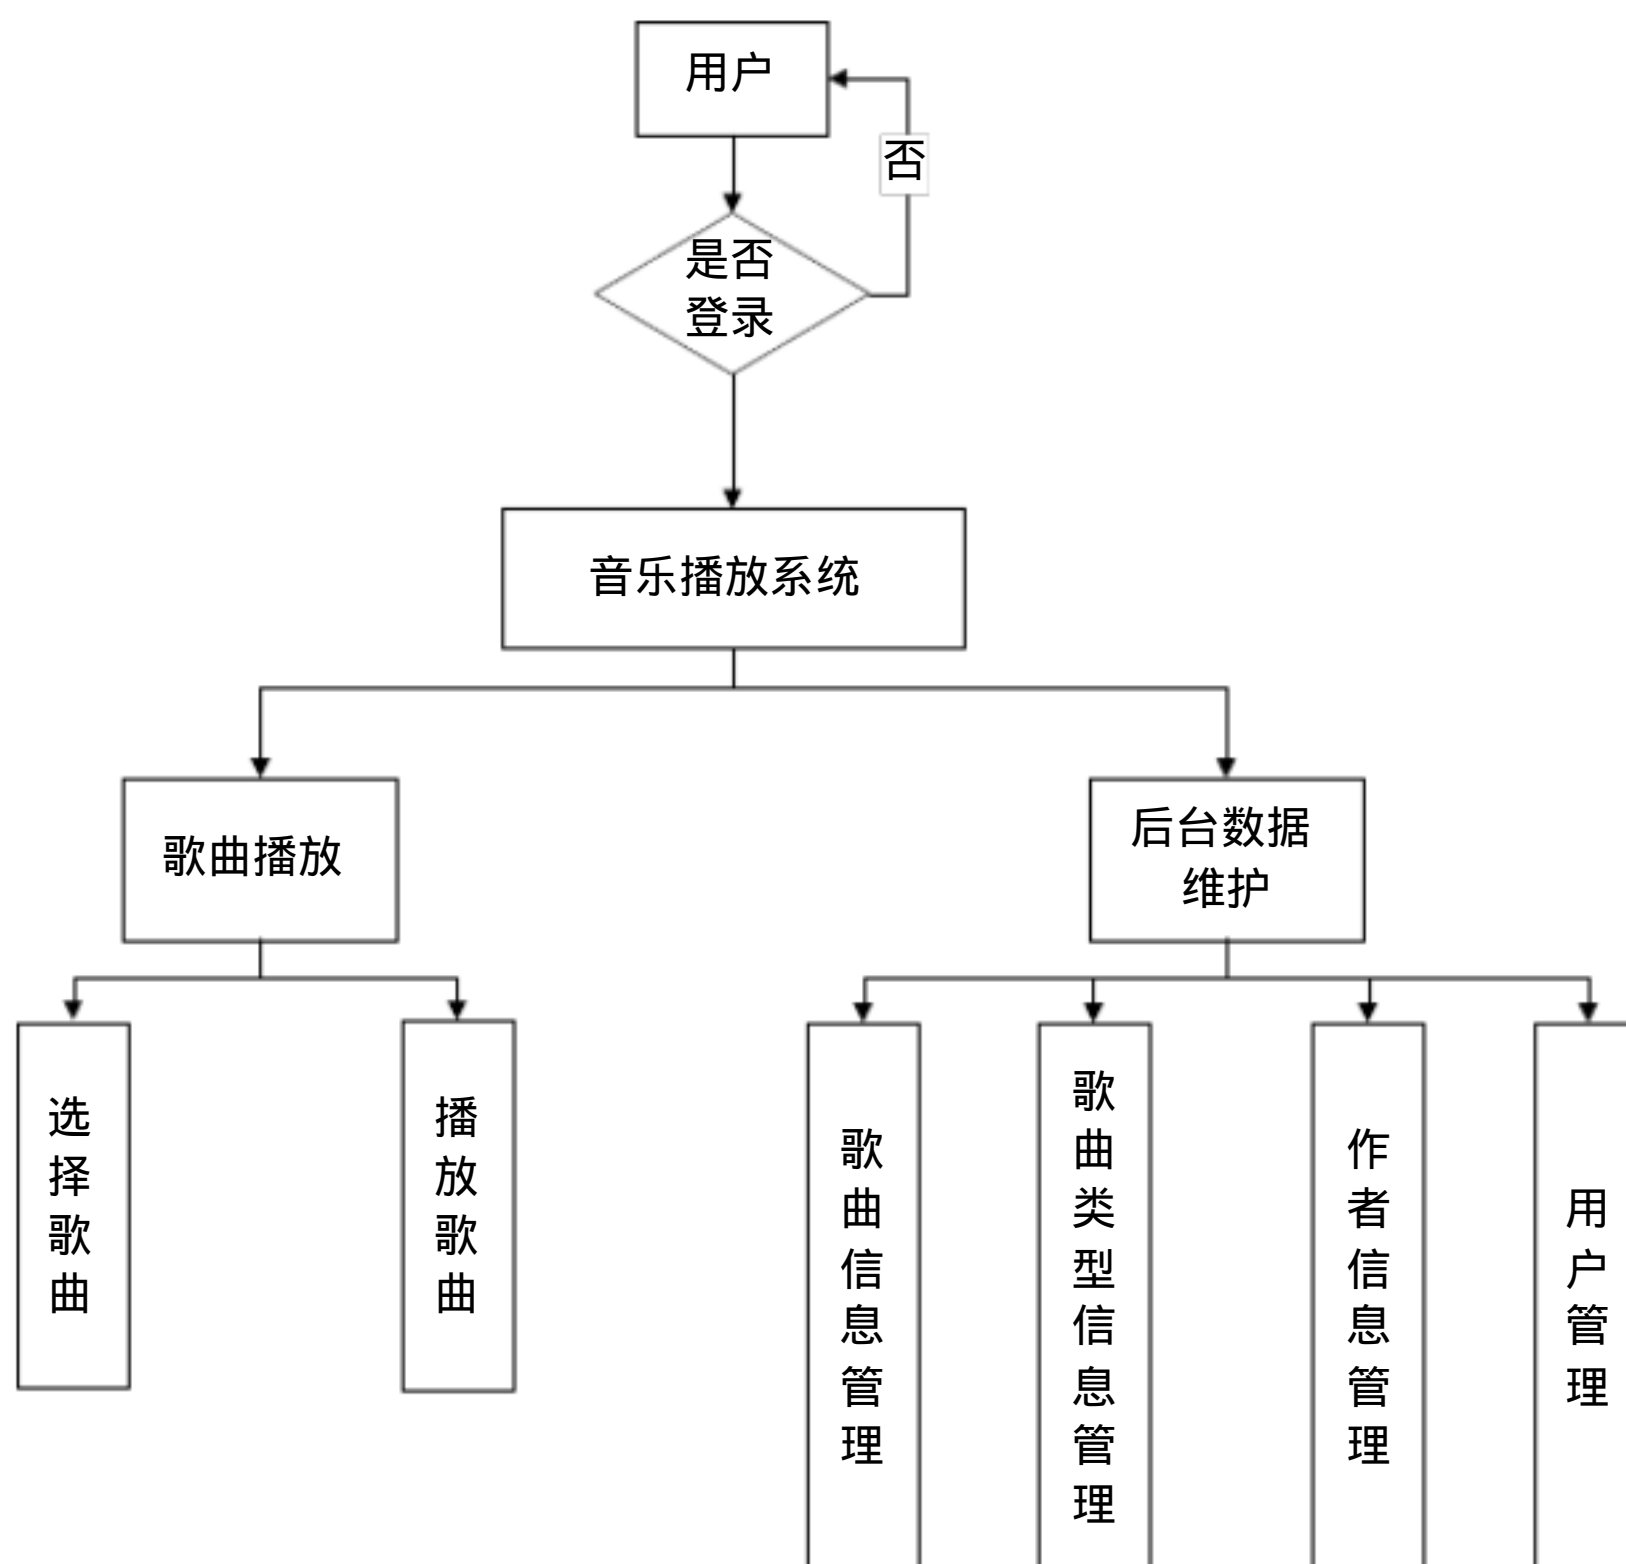 用户
否
是否
登录
音乐播放系统
歌曲播放
后台数据
维护
选择歌曲
播放歌曲
歌曲信息管理
歌曲类型信息管理
作者信息管理
用户管理